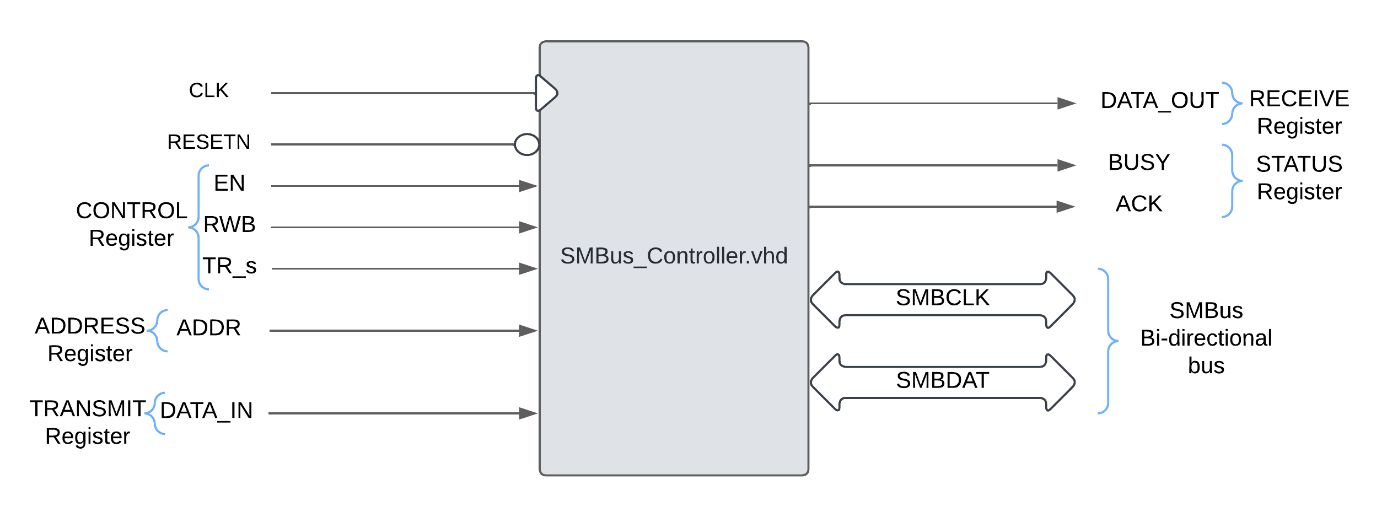 CLK
RESETN
CONTROL
Register
EN
RWB
TR_s
ADDRESS
Register
ADDR
TRANSMIT
Register
DATA_IN
SMBus_Controller.vhd
DATA_OUT
RECEIVE
Register
BUSY
ACK
STATUS
Register
SMBCLK
SMBDAT
SMBus
Bi-directional
bus